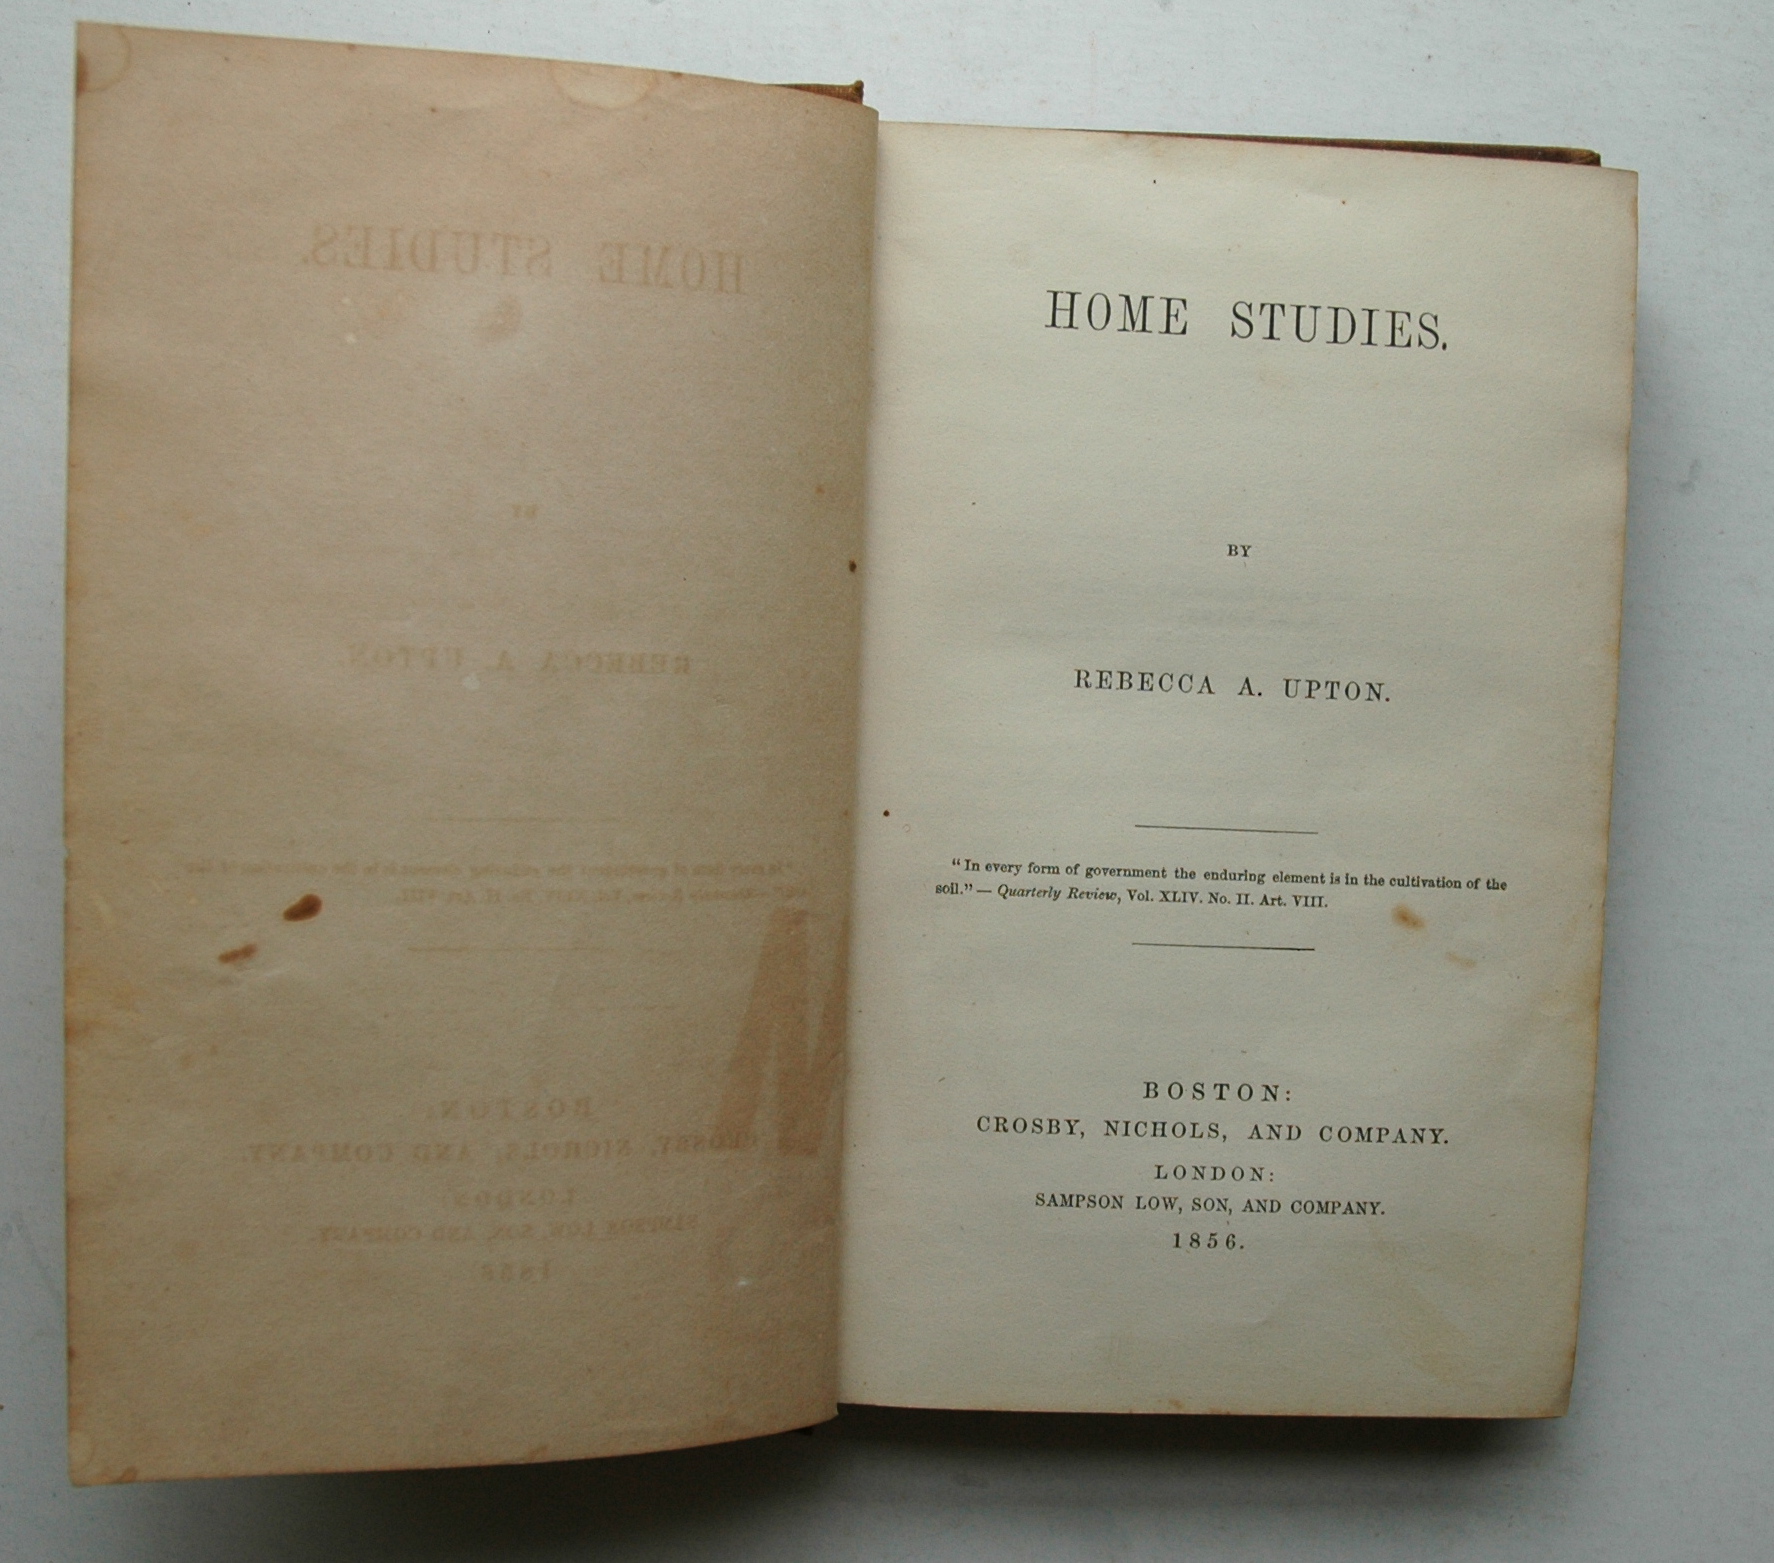 HOME STUDIES.
BY
REBECCA A. UPTON.
“In every form of government the enduring element is in the cultivation of the
soil.” — Quarterly Review, Vol. XLIV. No. II. Art. VIII.
BOSTON:
CROSBY, NICHOLS, AND COMPANY.
LONDON:
SAMPSON LOW, SON, AND COMPANY.
1856.